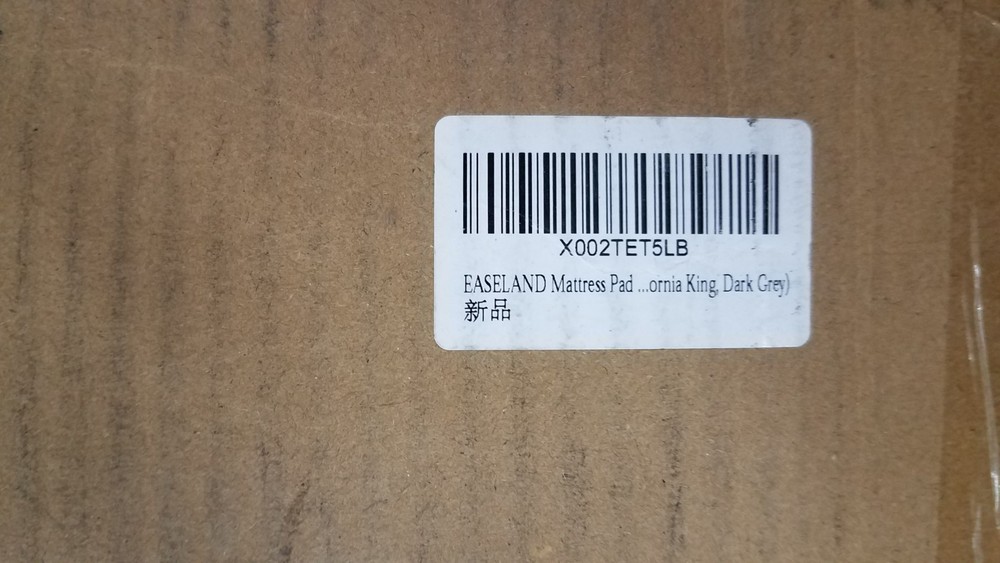 X002TET5LB
EASELAND Mattress Pad ...ornia King, Dark Grey)
新品